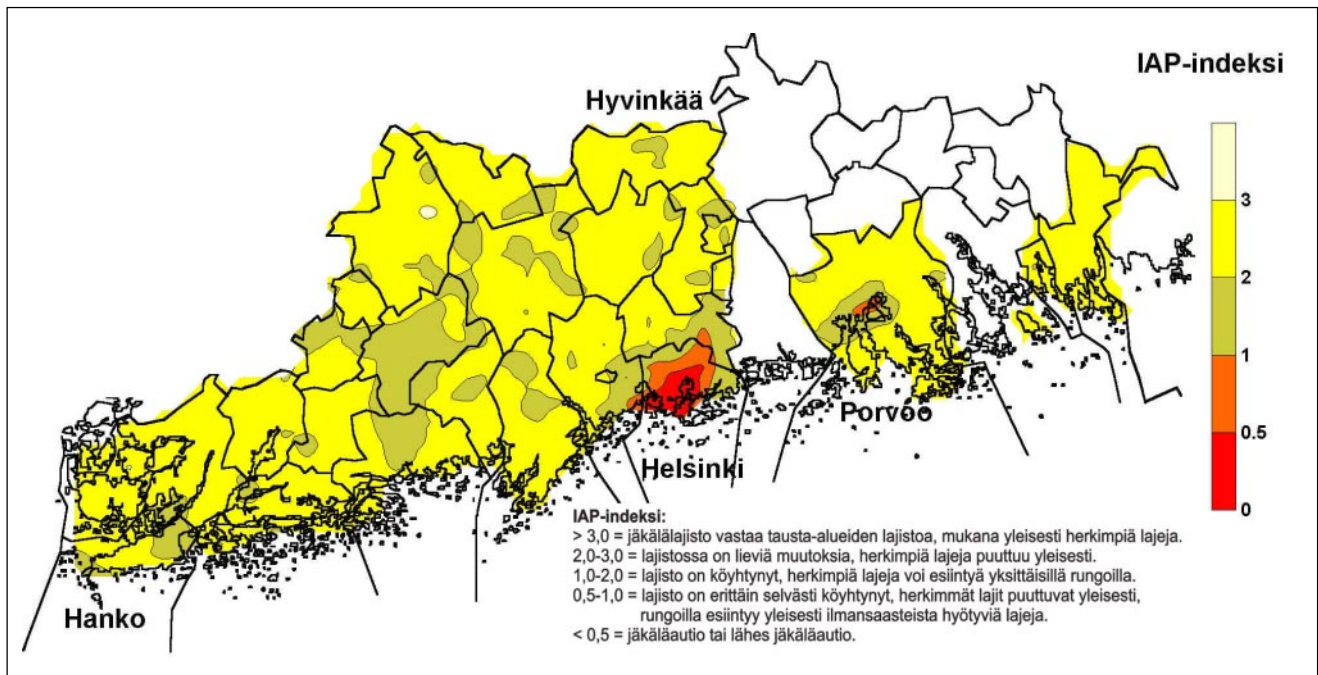 IAP-indeksi
Hyvinkää
3
2
1
Porvoo
0.5
Helsinki
0
IAP-indeksi:
> 3,0 = jäkälälajisto vastaa tausta-alueiden lajistoa, mukana yleisesti herkimpiä lajeja.
2,0-3,0 = lajistossa on lieviä muutoksia, herkimpiä lajeja puuttuu yleisesti.
1,0-2,0 = lajisto on köyhtynyt, herkimpiä lajeja voi esiintyä yksittäisillä rungoilla.
0,5-1,0 = lajisto on erittäin selvästi köyhtynyt, herkimmät lajit puuttuvat yleisesti,
rungoilla esiintyy yleisesti ilmansaasteista hyötyviä lajeja.
< 0,5 = jäkäläautio tai lähes jäkäläautio.
Hanko